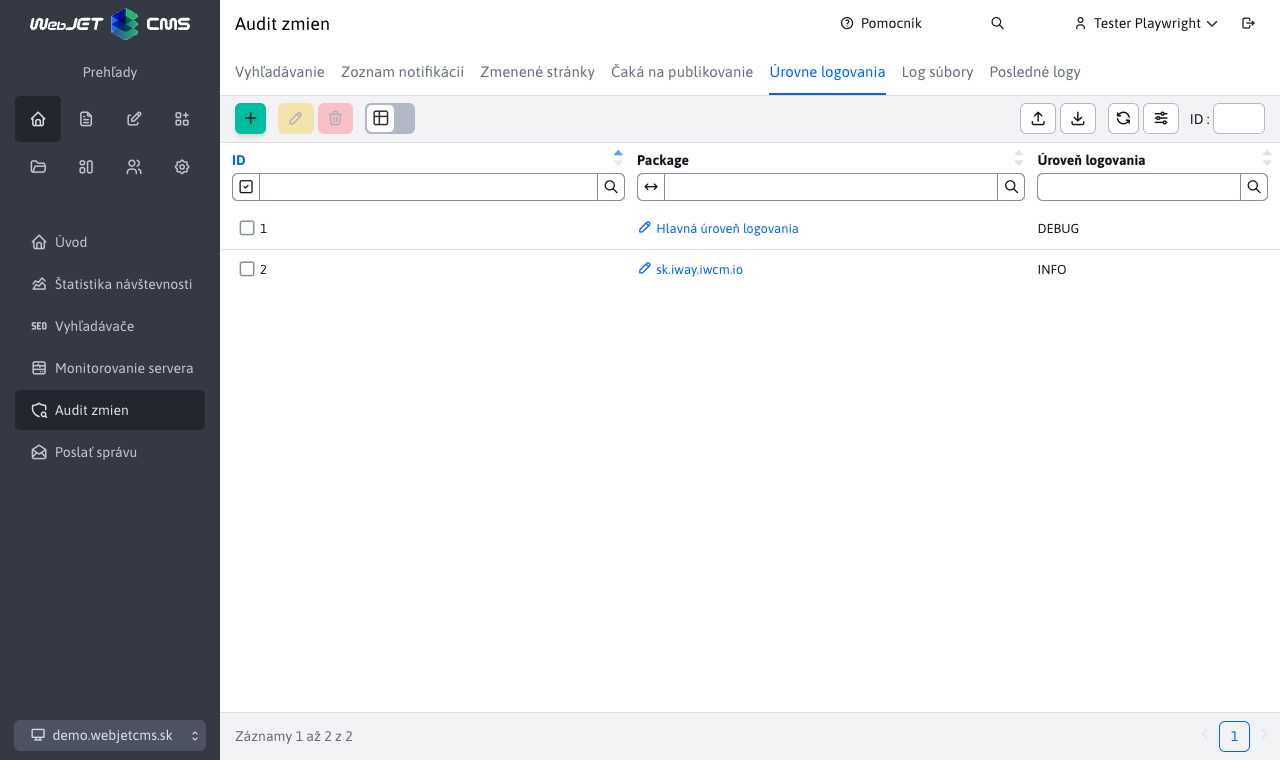 WebJET CMS
Prehľady
Úvod
Štatistika návštevnosti
SEO Vyhľadávače
Monitorovanie servera
Audit zmien
Poslať správu
demo.webjetcms.sk
Audit zmien
Pomocník
Tester Playwright
Vyhľadávanie Zoznam notifikácií Zmenené stránky Čaká na publikovanie Úrovne logovania Log súbory Posledné logy
ID :
ID Package Úroveň logovania
1 Hlavná úroveň logovania DEBUG
2 sk.iway.iwcm.io INFO
Záznamy 1 až 2 z 2
1